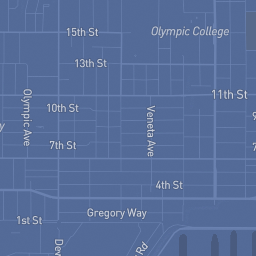 15th St
Olympic College
13th St
11th St
Olympic Ave
10th St
Veneta Ave
7th St
4th St
Gregory Way
1st St
Rd